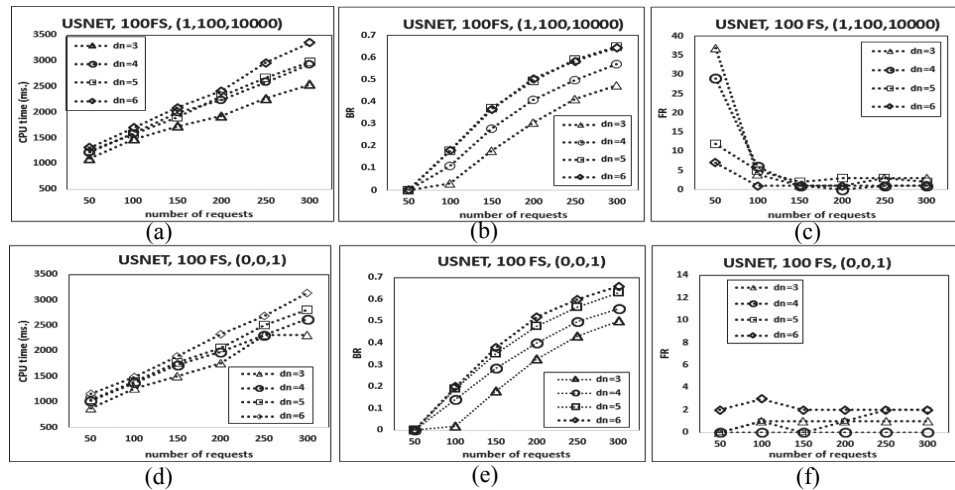 USNET, 100FS, (1,100,10000)
CPU time (ms.)
3500
3000
2500
2000
1500
1000
500
dn=3
dn=4
dn=5
dn=6
50 100 150 200 250 300
number of requests
(a)
USNET, 100FS, (1,100,10000)
BR
0.7
0.6
0.5
0.4
0.3
0.2
0.1
0
dn=3
dn=4
dn=5
dn=6
50 100 150 200 250 300
number of requests
(b)
USNET, 100 FS, (1,100,10000)
FR
40
35
30
25
20
15
10
5
0
dn=3
dn=4
dn=5
dn=6
50 100 150 200 250 300
number of requests
(c)
USNET, 100 FS, (0,0,1)
CPU time (ms.)
3500
3000
2500
2000
1500
1000
500
dn=3
dn=4
dn=5
dn=6
50 100 150 200 250 300
number of requests
(d)
USNET, 100 FS, (0,0,1)
BR
0.7
0.6
0.5
0.4
0.3
0.2
0.1
0
dn=3
dn=4
dn=5
dn=6
50 100 150 200 250 300
number of requests
(e)
USNET, 100 FS, (0,0,1)
FR
14
12
10
8
6
4
2
0
dn=3
dn=4
dn=5
dn=6
50 100 150 200 250 300
number of requests
(f)